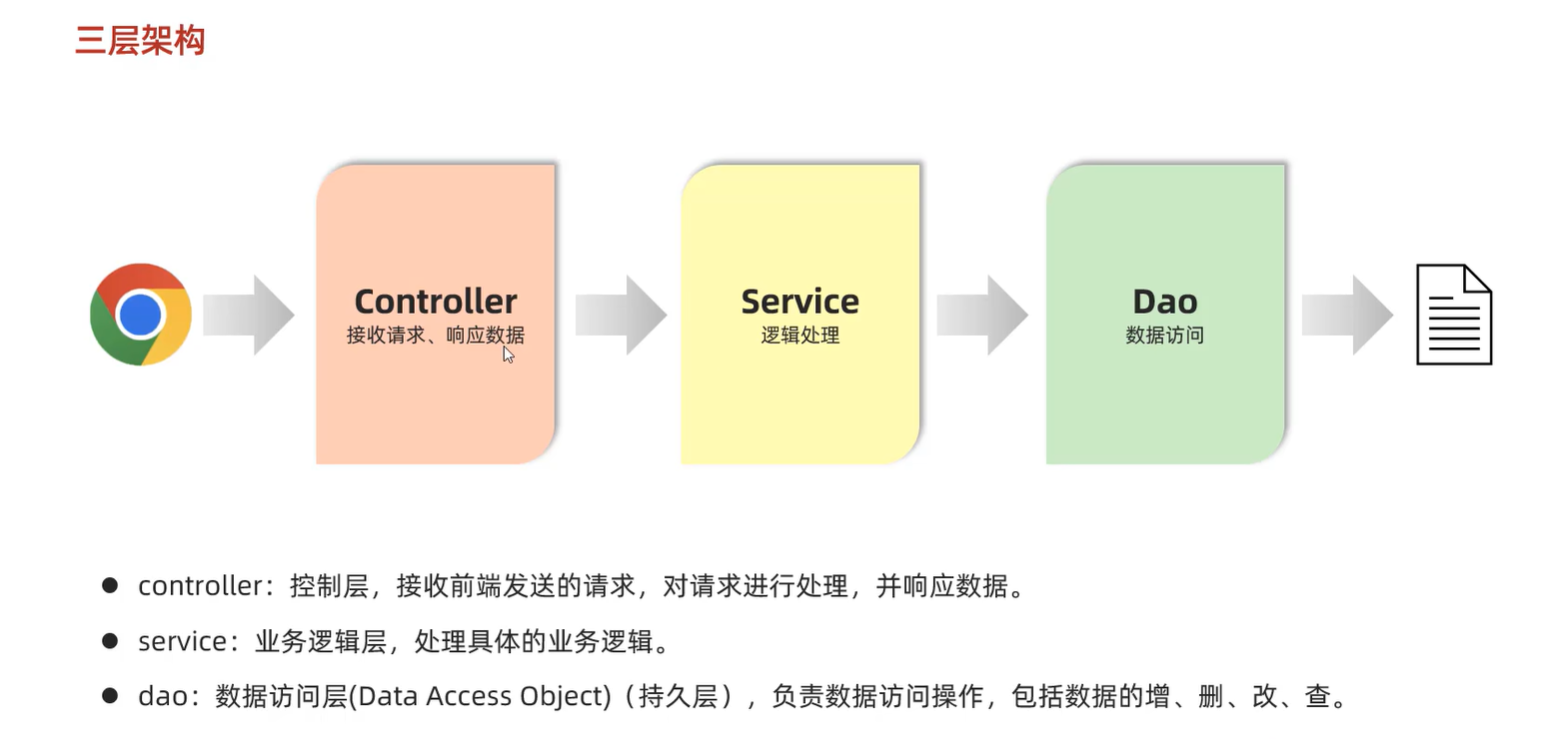 三层架构
Controller
接收请求、响应数据
Service
逻辑处理
Dao
数据访问
● controller：控制层，接收前端发送的请求，对请求进行处理，并响应数据。
● service：业务逻辑层，处理具体的业务逻辑。
● dao：数据访问层(Data Access Object)（持久层），负责数据访问操作，包括数据的增、删、改、查。